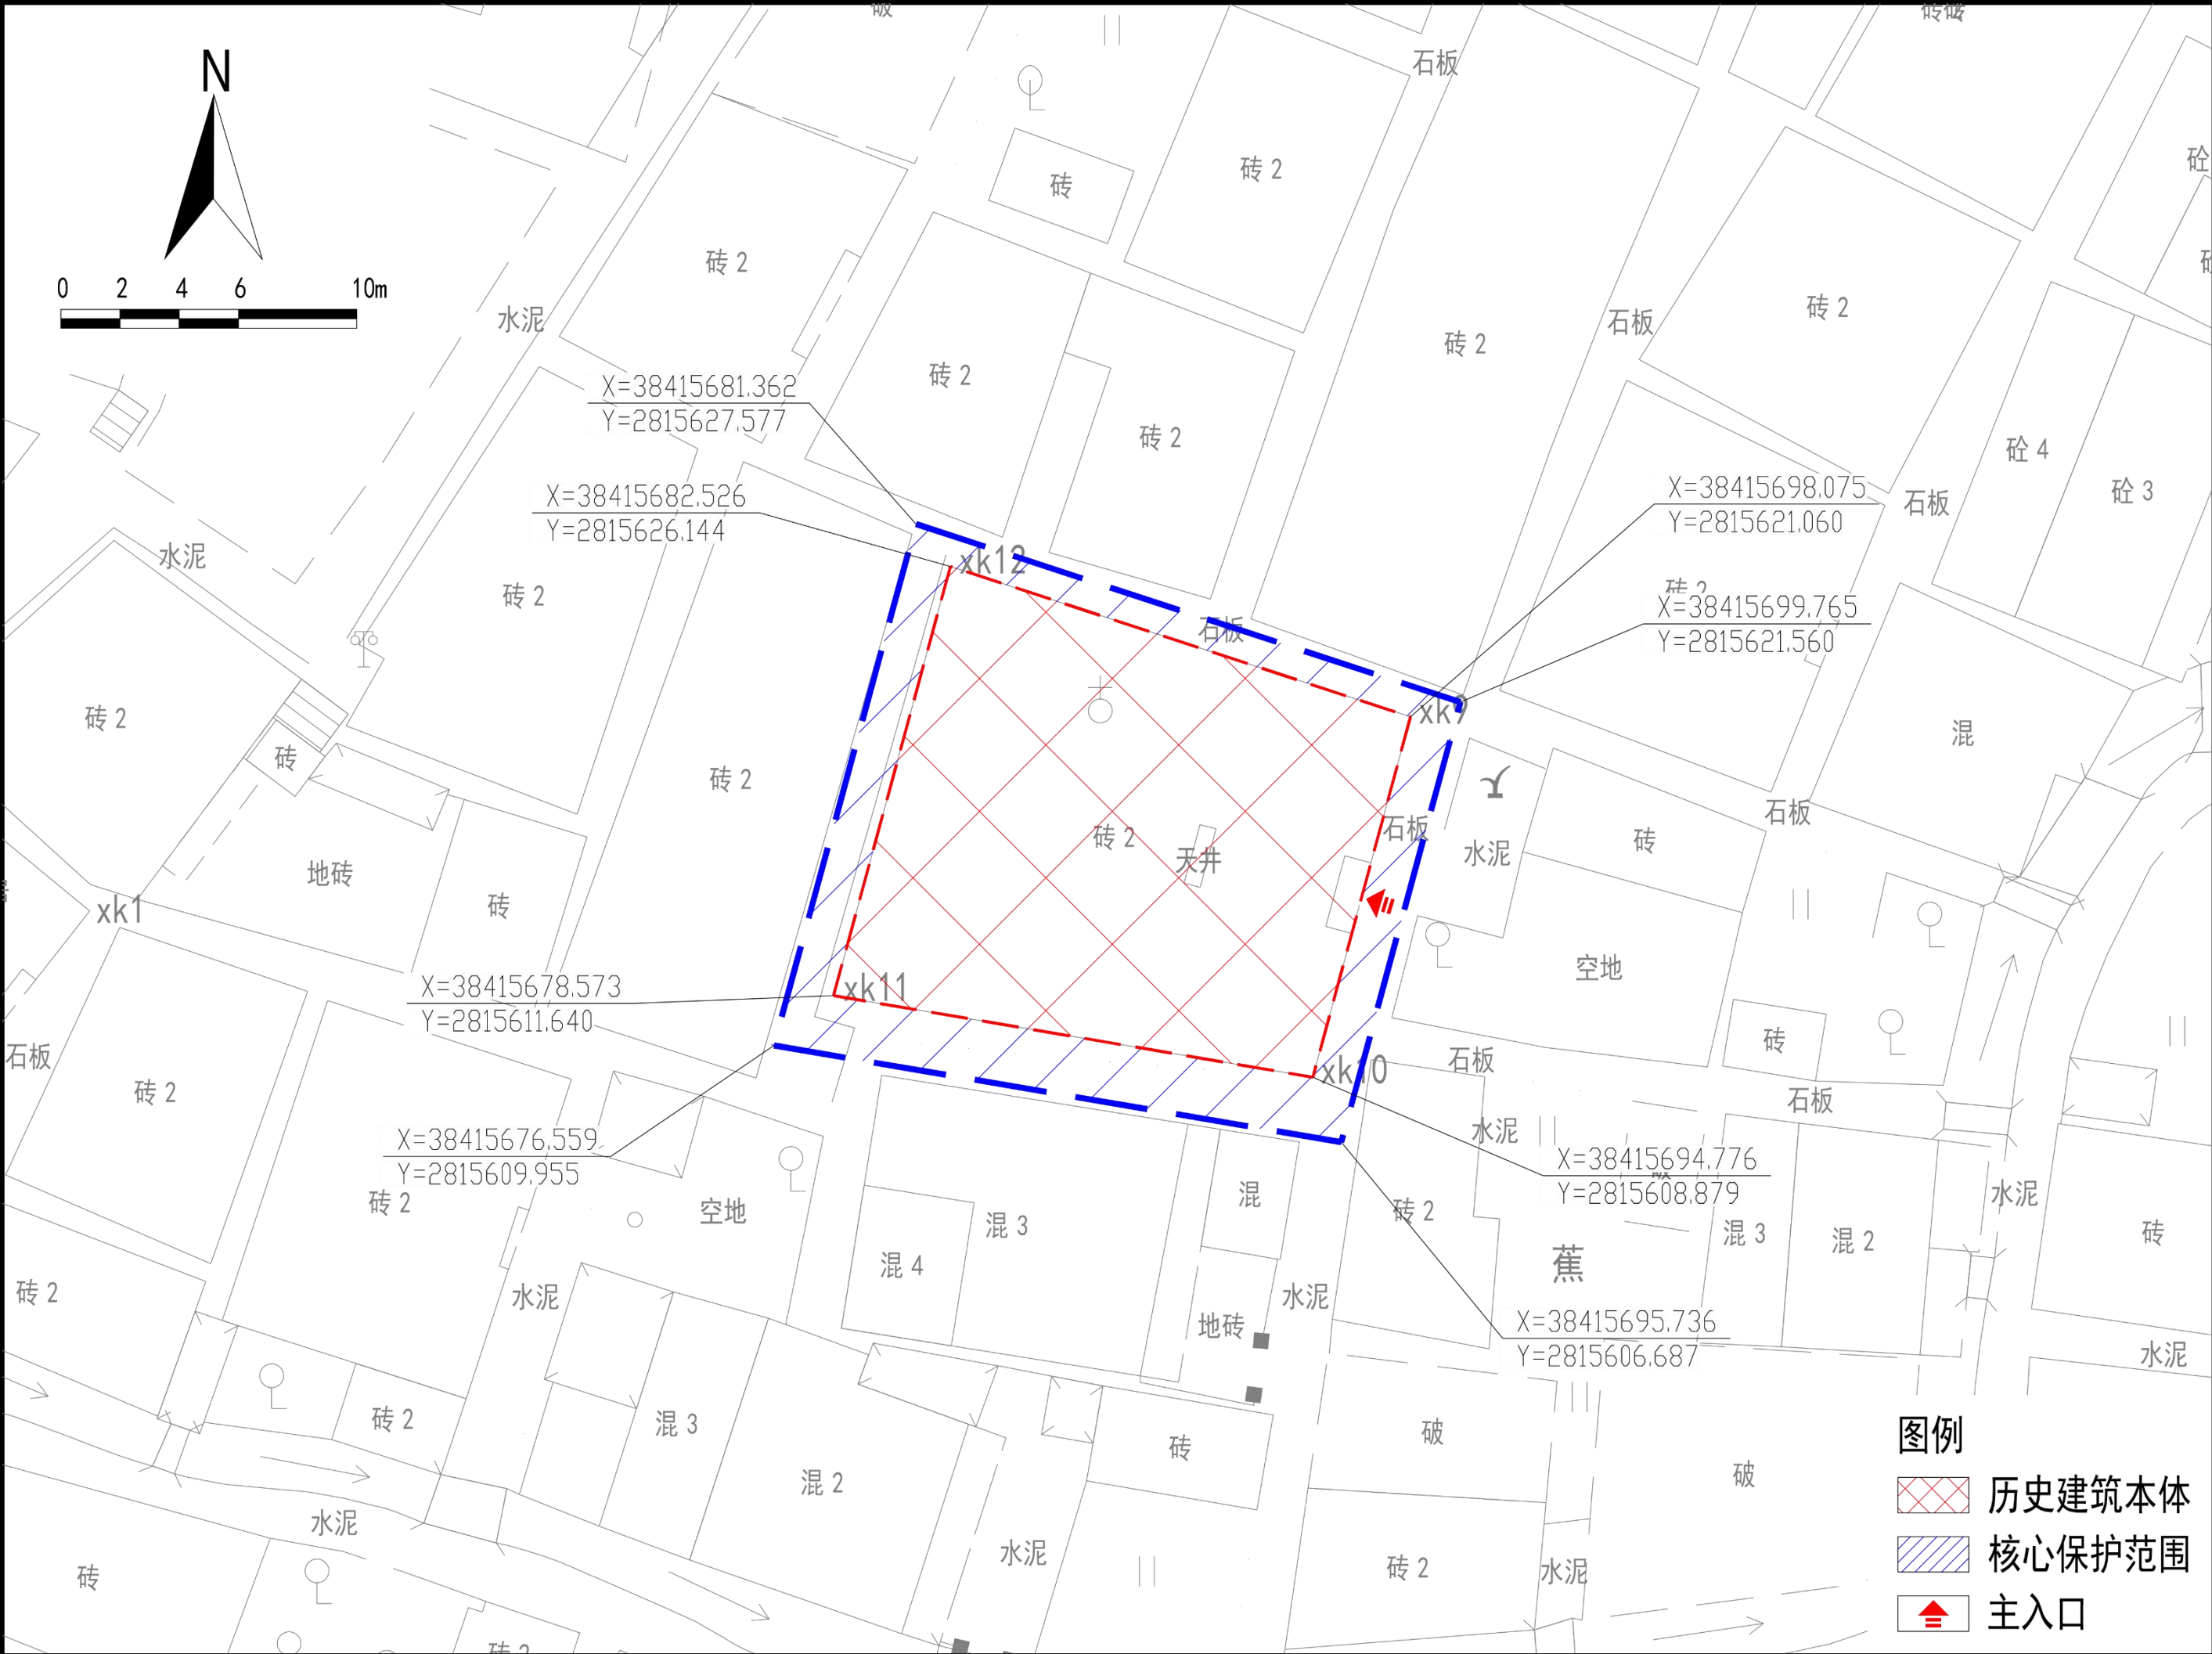 砖砖
石板
N
砼
砖 2
砖
砖 2
0 2 4 6 10m
水泥
砖 2
石板
砖 2
砖 2
X=38415681.362
Y=2815627.577
砖 2
砖 2
砼 4
砼 3
X=38415682.526
Y=2815626.144
X=38415698.075
Y=2815621.060
石板
水泥
xk12
砖 2
砖 2
X=38415699.765
Y=2815621.560
石板
砖 2
xk9
混
砖
砖 2
石板
石板
砖 2
天井
水泥
砖
地砖
砖
xk1
空地
X=38415678.573
Y=2815611.640
xk11
石板
砖
石板
xk10
砖 2
石板
水泥
X=38415676.559
Y=2815609.955
X=38415694.776
Y=2815608.879
砖 2
空地
混
砖 2
水泥
混 3
混 3
混 2
砖
混 4
蕉
砖 2
水泥
水泥
地砖
X=38415695.736
Y=2815606.687
水泥
砖 2
混 3
砖
破
图例
混 2
破
历史建筑本体
水泥
水泥
核心保护范围
砖
砖 2
水泥
主入口
砖 2